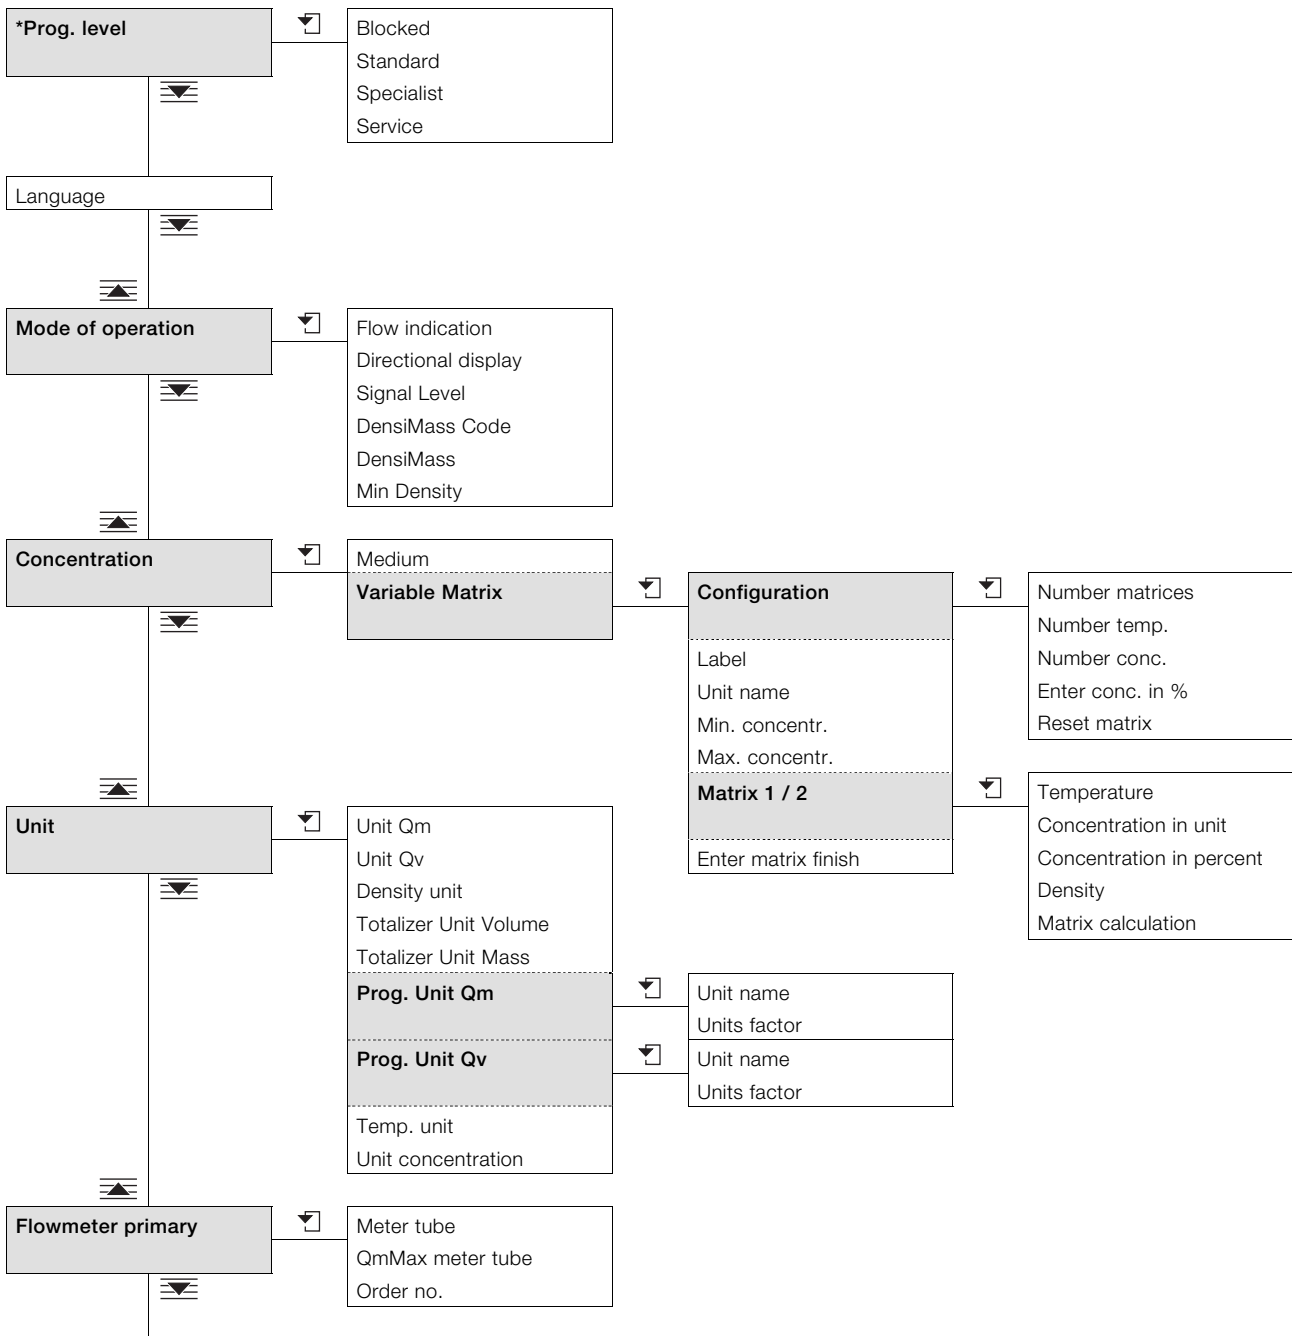 *Prog. level
Blocked
Standard
Specialist
Service
Language
Mode of operation
Flow indication
Directional display
Signal Level
DensiMass Code
DensiMass
Min Density
Concentration
Medium
Variable Matrix
Configuration
Number matrices
Number temp.
Number conc.
Enter conc. in %
Reset matrix
Label
Unit name
Min. concentr.
Max. concentr.
Matrix 1 / 2
Temperature
Concentration in unit
Concentration in percent
Density
Matrix calculation
Enter matrix finish
Unit
Unit Qm
Unit Qv
Density unit
Totalizer Unit Volume
Totalizer Unit Mass
Prog. Unit Qm
Unit name
Units factor
Prog. Unit Qv
Unit name
Units factor
Temp. unit
Unit concentration
Flowmeter primary
Meter tube
QmMax meter tube
Order no.